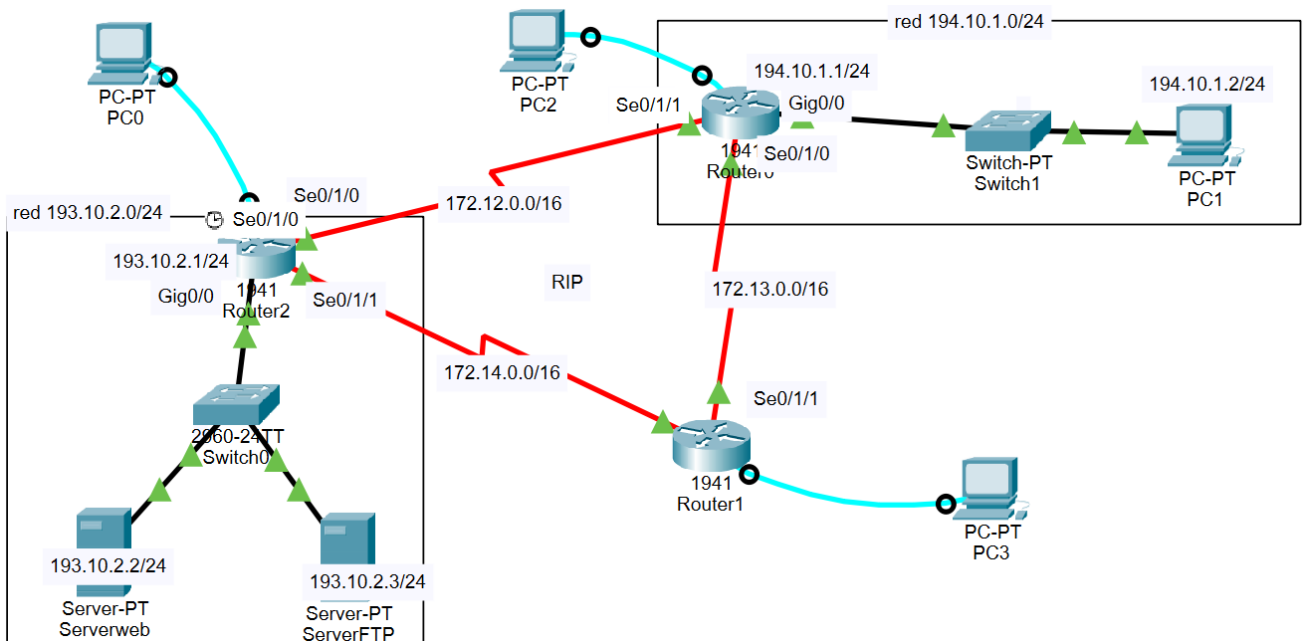 PC-PT
PC0
PC-PT
PC2
red 194.10.1.0/24
194.10.1.1/24
194.10.1.2/24
Se0/1/1
Gig0/0
1941
Router0
Se0/1/0
Switch-PT
Switch1
PC-PT
PC1
red 193.10.2.0/24
Se0/1/0
Se0/1/0
172.12.0.0/16
193.10.2.1/24
Gig0/0
1941
Router2
Se0/1/1
RIP
172.13.0.0/16
172.14.0.0/16
Se0/1/1
2960-24TT
Switch0
1941
Router1
PC-PT
PC3
193.10.2.2/24
Server-PT
Serverweb
193.10.2.3/24
Server-PT
ServerFTP